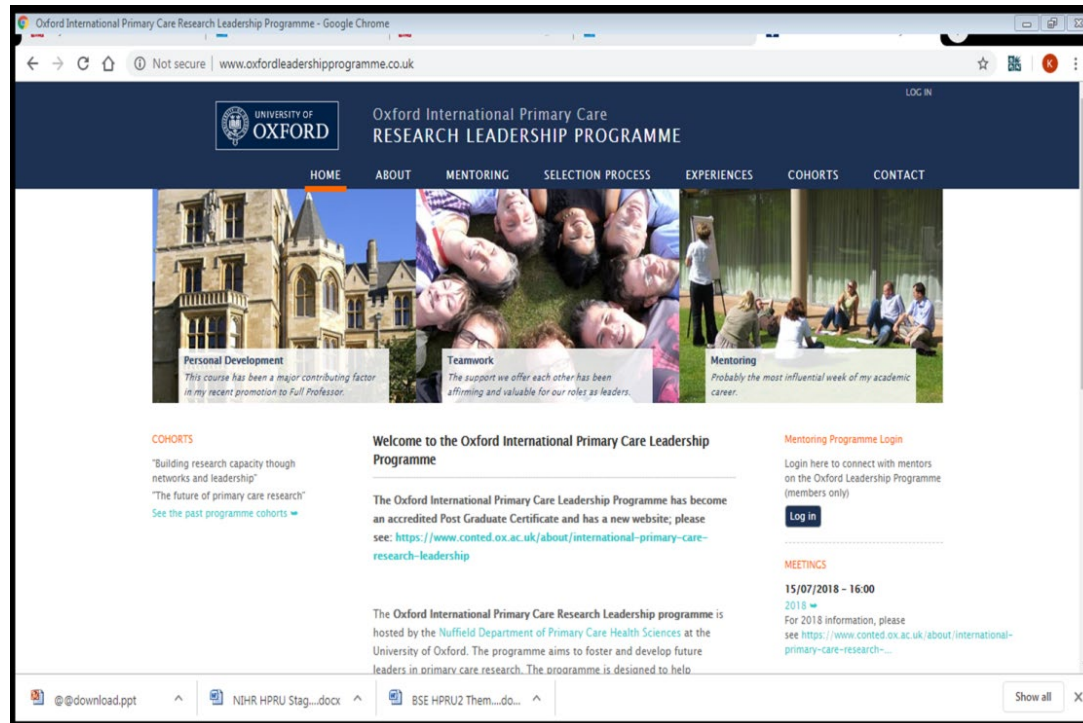 Oxford International Primary Care Research Leadership Programme - Google Chrome
Not secure | www.oxfordleadershipprogramme.co.uk
K
LOG IN
UNIVERSITY OF
OXFORD
Oxford International Primary Care
RESEARCH LEADERSHIP PROGRAMME
HOME ABOUT MENTORING SELECTION PROCESS EXPERIENCES COHORTS CONTACT
Personal Development
This course has been a major contributing factor
in my recent promotion to Full Professor.
Teamwork
The support we offer each other has been
affirming and valuable for our roles as leaders.
Mentoring
Probably the most influential week of my academic
career.
COHORTS
"Building research capacity though
networks and leadership"
"The future of primary care research"
See the past programme cohorts
Welcome to the Oxford International Primary Care Leadership
Programme
The Oxford International Primary Care Leadership Programme has become
an accredited Post Graduate Certificate and has a new website; please
see: https://www.conted.ox.ac.uk/about/international-primary-care-
research-leadership
The Oxford International Primary Care Research Leadership programme is
hosted by the Nuffield Department of Primary Care Health Sciences at the
University of Oxford. The programme aims to foster and develop future
leaders in primary care research. The programme is designed to help
Mentoring Programme Login
Login here to connect with mentors
on the Oxford Leadership Programme
(members only)
Log in
MEETINGS
15/07/2018 - 16:00
2018
For 2018 information, please
see https://www.conted.ox.ac.uk/about/international-
primary-care-research-...
@@download.ppt
NIHR HPRU Stag....docx
BSE HPRU2 Them....do...
Show all